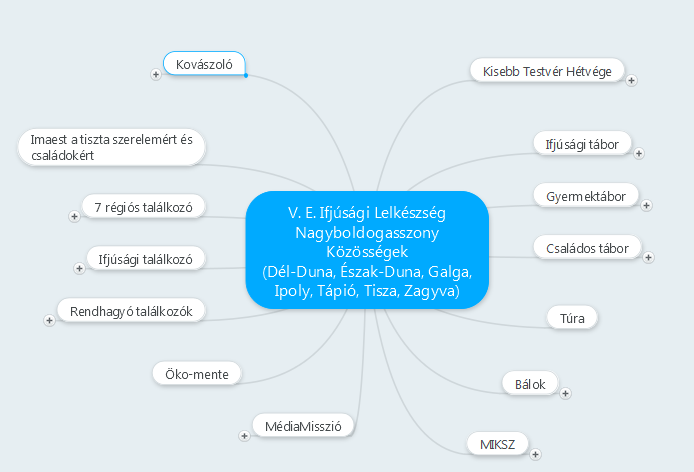 Kovászoló
Kisebb Testvér Hétvége
Imaest a tiszta szerelemért és
családokért
Ifjúsági tábor
7 régiós találkozó
Gyermektábor
V. E. Ifjúsági Lelkészség
Nagyboldogasszony
Közösségek
(Dél-Duna, Észak-Duna, Galga,
Ipoly, Tápió, Tisza, Zagyva)
Ifjúsági találkozó
Családos tábor
Rendhagyó találkozók
Túra
Öko-mente
Bálok
MédiaMisszió
MIKSZ